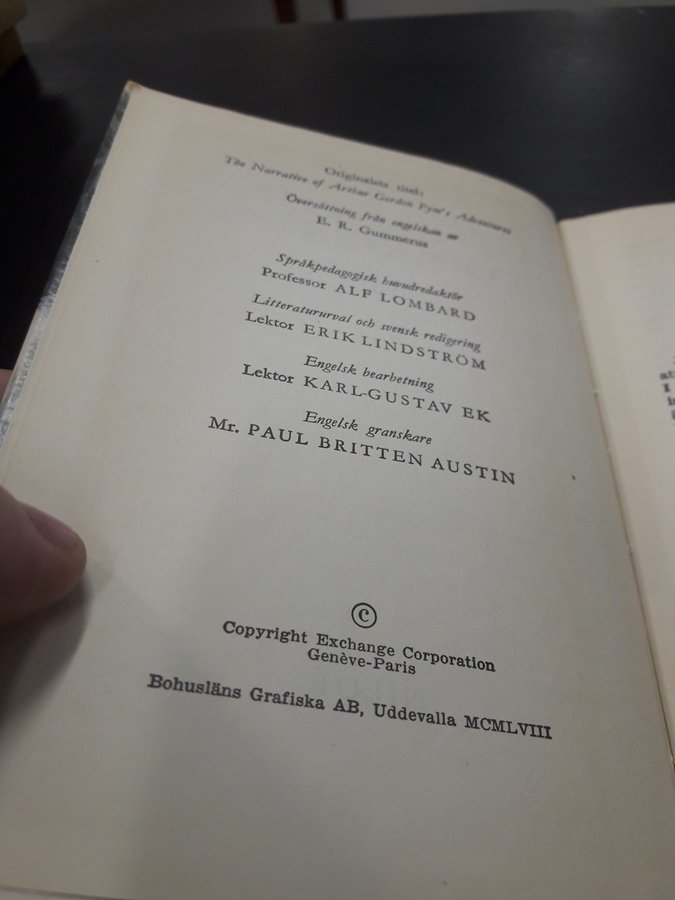 Originalets titel:
The Narrative of Arthur Gordon Pym's Adventures
Översättning från engelskan av
E. R. Gummerus
Språkpedagogisk huvudredaktör
Professor ALF LOMBARD
Litteratururval och svensk redigering
Lektor ERIK LINDSTRÖM
Engelsk bearbetning
Lektor KARL-GUSTAV EK
Engelsk granskare
Mr. PAUL BRITTEN AUSTIN
©
Copyright Exchange Corporation
Genève-Paris
Bohusläns Grafiska AB, Uddevalla MCMLVIII